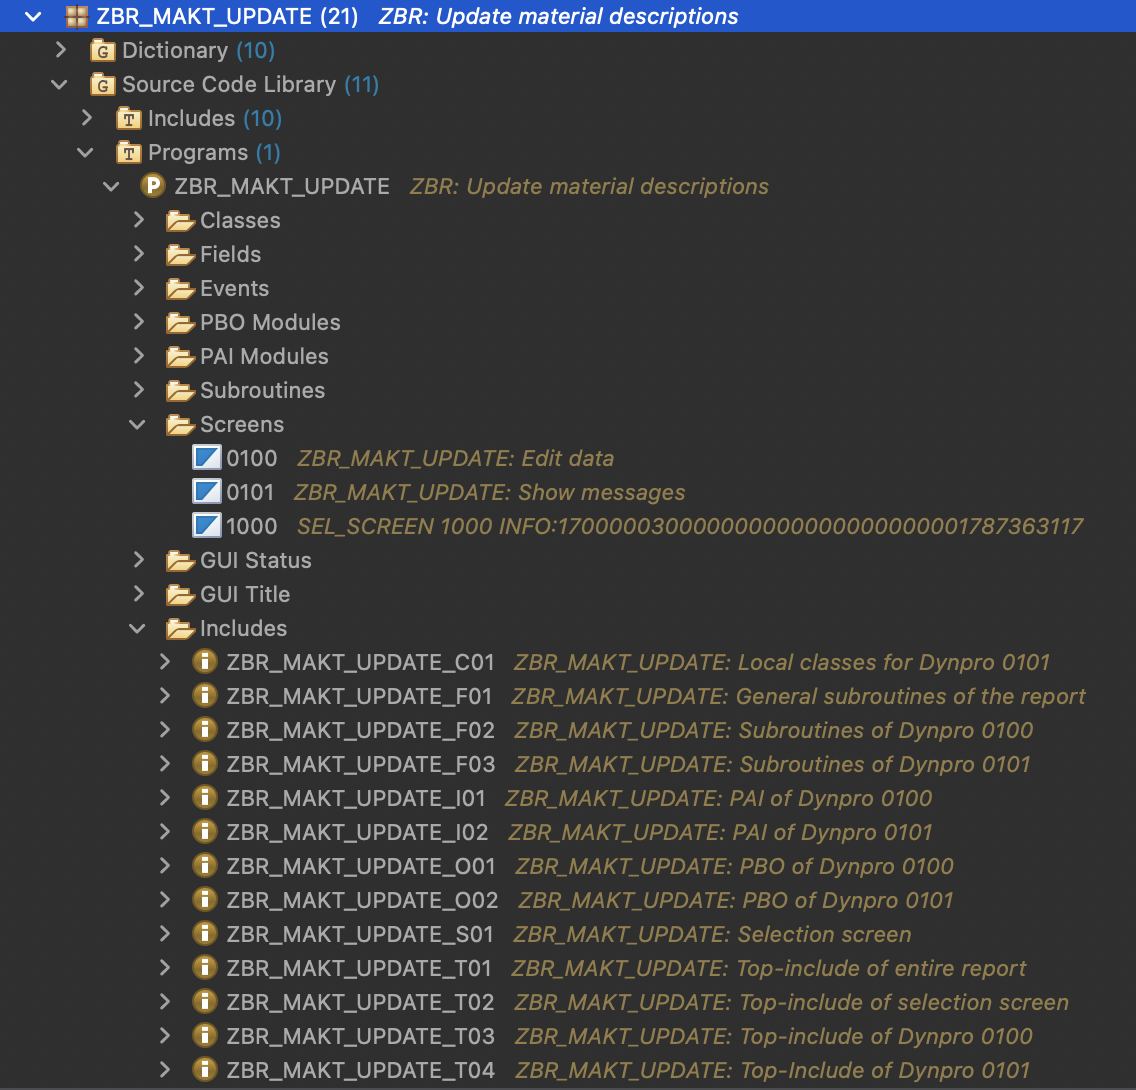 ZBR_MAKT_UPDATE (21) ZBR: Update material descriptions
Dictionary (10)
Source Code Library (11)
Includes (10)
Programs (1)
ZBR_MAKT_UPDATE ZBR: Update material descriptions
Classes
Fields
Events
PBO Modules
PAI Modules
Subroutines
Screens
0100 ZBR_MAKT_UPDATE: Edit data
0101 ZBR_MAKT_UPDATE: Show messages
1000 SEL_SCREEN 1000 INFO:17000003000000000000000000001787363117
GUI Status
GUI Title
Includes
ZBR_MAKT_UPDATE_C01 ZBR_MAKT_UPDATE: Local classes for Dynpro 0101
ZBR_MAKT_UPDATE_F01 ZBR_MAKT_UPDATE: General subroutines of the report
ZBR_MAKT_UPDATE_F02 ZBR_MAKT_UPDATE: Subroutines of Dynpro 0100
ZBR_MAKT_UPDATE_F03 ZBR_MAKT_UPDATE: Subroutines of Dynpro 0101
ZBR_MAKT_UPDATE_I01 ZBR_MAKT_UPDATE: PAI of Dynpro 0100
ZBR_MAKT_UPDATE_I02 ZBR_MAKT_UPDATE: PAI of Dynpro 0101
ZBR_MAKT_UPDATE_O01 ZBR_MAKT_UPDATE: PBO of Dynpro 0100
ZBR_MAKT_UPDATE_O02 ZBR_MAKT_UPDATE: PBO of Dynpro 0101
ZBR_MAKT_UPDATE_S01 ZBR_MAKT_UPDATE: Selection screen
ZBR_MAKT_UPDATE_T01 ZBR_MAKT_UPDATE: Top-include of entire report
ZBR_MAKT_UPDATE_T02 ZBR_MAKT_UPDATE: Top-include of selection screen
ZBR_MAKT_UPDATE_T03 ZBR_MAKT_UPDATE: Top-include of Dynpro 0100
ZBR_MAKT_UPDATE_T04 ZBR_MAKT_UPDATE: Top-Include of Dynpro 0101